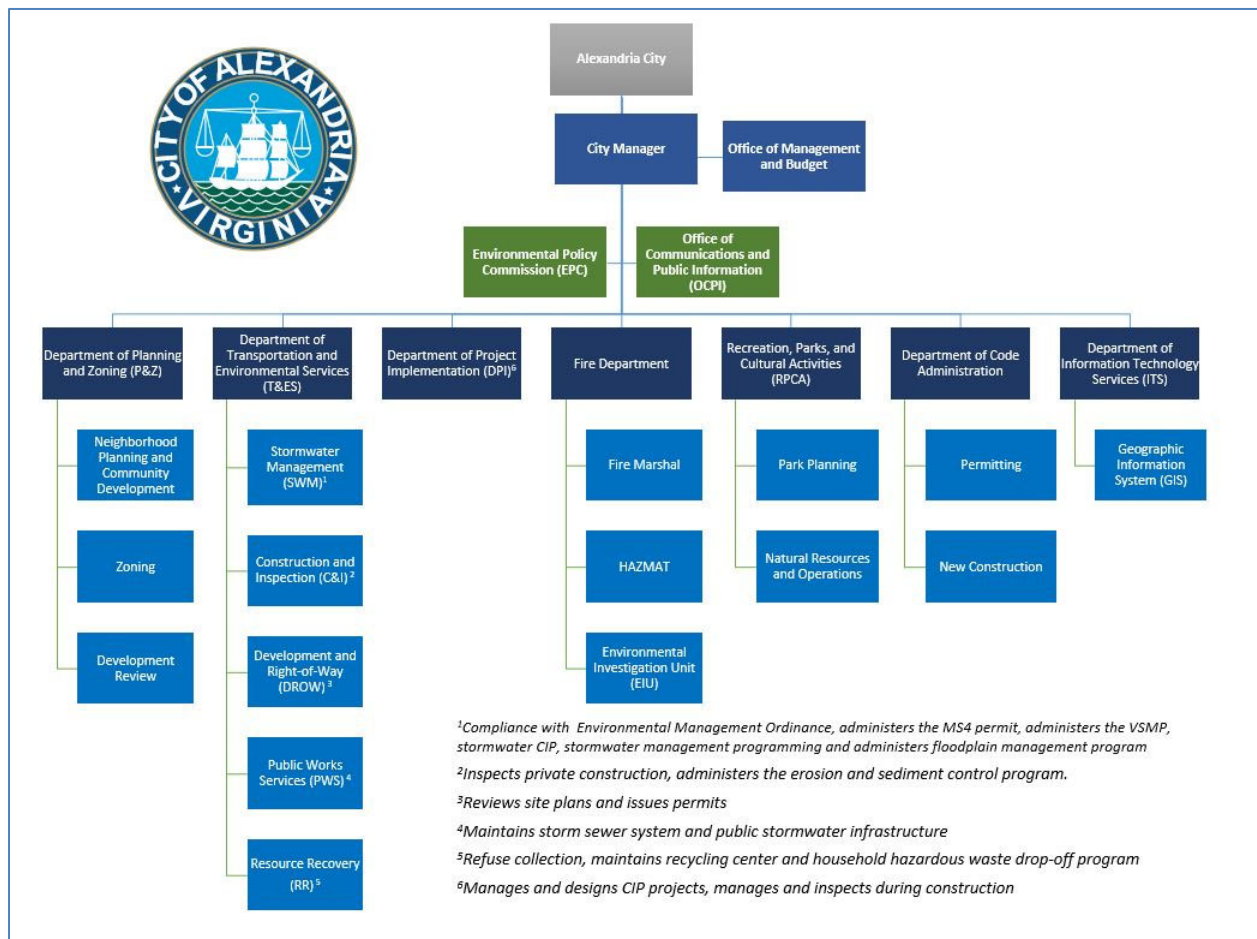 CITY OF ALEXANDRIA
VIRGINIA
Alexandria City
City Manager
Office of Management
and Budget
Environmental Policy
Commission (EPC)
Office of
Communications and
Public Information
(OCPI)
Department of Planning
and Zoning (P&Z)
Department of
Transportation and
Environmental Services
(T&ES)
Department of Project
Implementation (DPI)⁶
Fire Department
Recreation, Parks, and
Cultural Activities
(RPCA)
Department of Code
Administration
Department of
Information Technology
Services (ITS)
Neighborhood
Planning and
Community
Development
Zoning
Development
Review
Stormwater
Management
(SWM)¹
Construction and
Inspection (C&I) ²
Development and
Right-of-Way
(DROW) ³
Public Works
Services (PWS) ⁴
Resource Recovery
(RR) ⁵
Fire Marshal
HAZMAT
Environmental
Investigation Unit
(EIU)
Park Planning
Natural Resources
and Operations
Permitting
New Construction
Geographic
Information
System (GIS)
¹Compliance with Environmental Management Ordinance, administers the MS4 permit, administers the VSMP,
stormwater CIP, stormwater management programming and administers floodplain management program
²Inspects private construction, administers the erosion and sediment control program.
³Reviews site plans and issues permits
⁴Maintains storm sewer system and public stormwater infrastructure
⁵Refuse collection, maintains recycling center and household hazardous waste drop-off program
⁶Manages and designs CIP projects, manages and inspects during construction